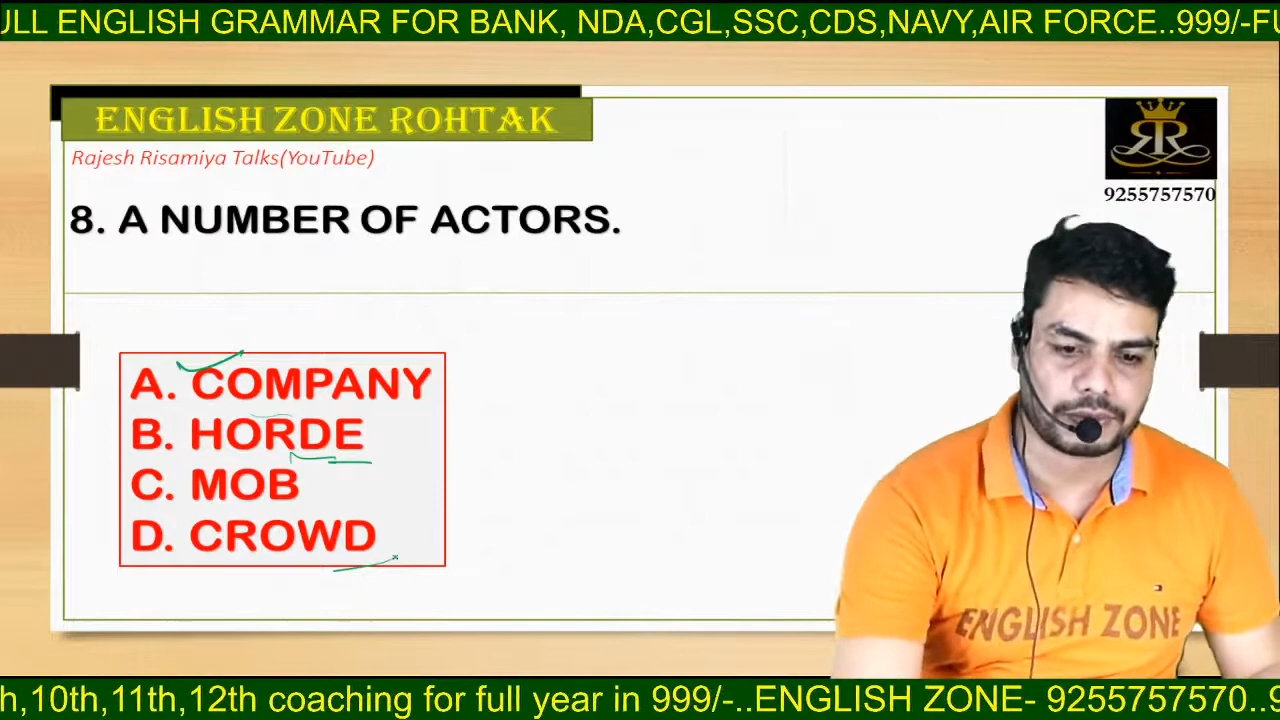 ULL ENGLISH GRAMMAR FOR BANK, NDA,CGL,SSC,CDS,NAVY,AIR FORCE..999/-FU
ENGLISH ZONE ROHTAK
Rajesh Risamiya Talks(YouTube)
RR
9255757570
8. A NUMBER OF ACTORS.
A. COMPANY
B. HORDE
C. MOB
D. CROWD
ENGLISH ZONE
h,10th,11th,12th coaching for full year in 999/-..ENGLISH ZONE- 9255757570..9